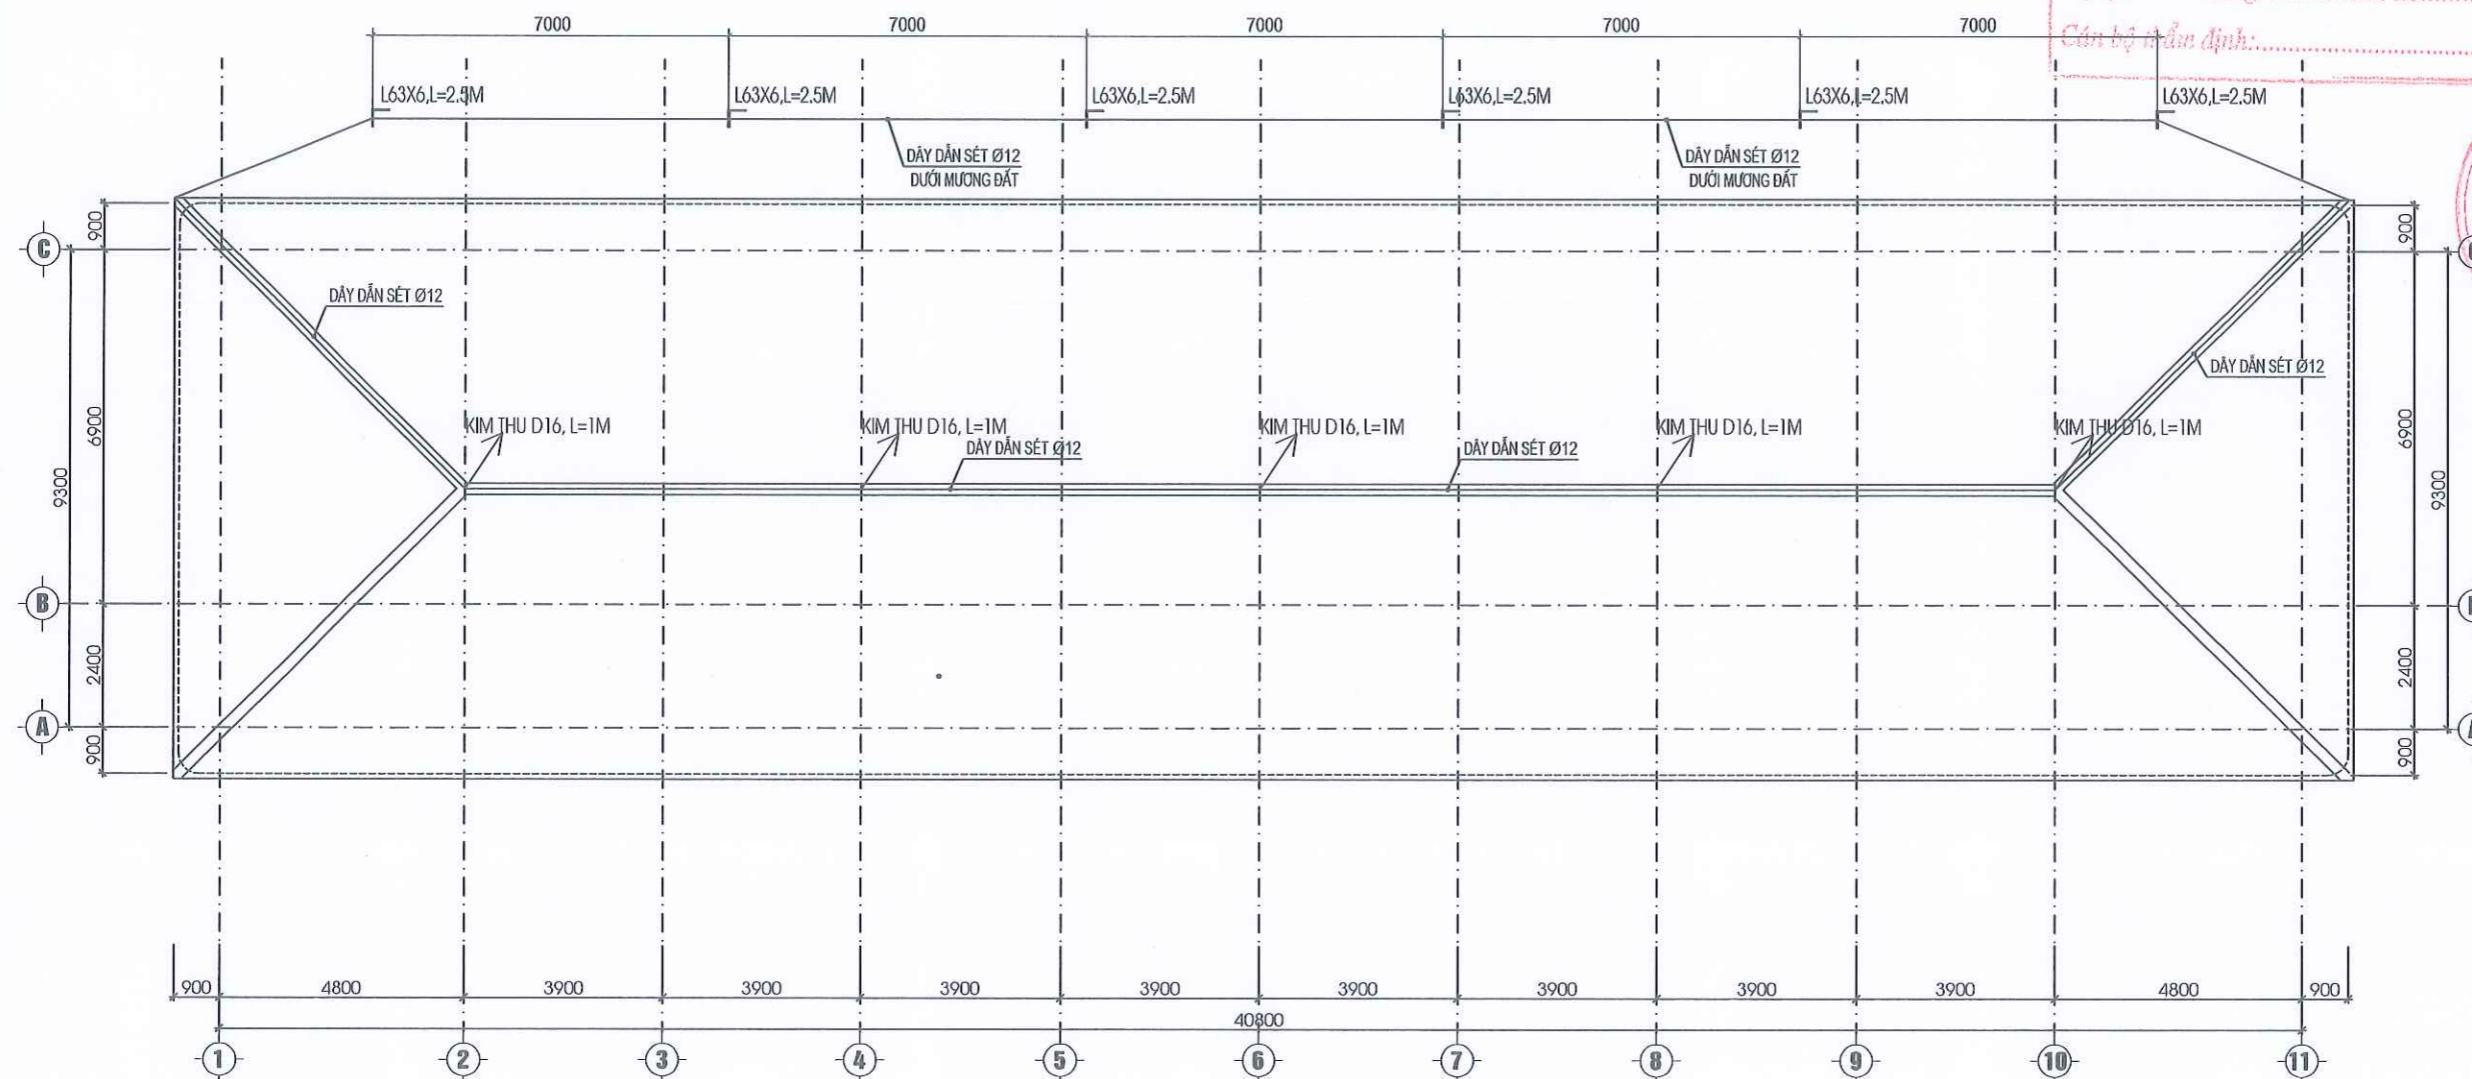 7000 7000 7000 7000 7000
Cán bộ thẩm định:
L63X6,L=2.5M L63X6,L=2.5M L63X6,L=2.5M L63X6,L=2.5M L63X6,L=2.5M L63X6,L=2.5M
DÂY DẪN SÉT Ø12
DƯỚI MƯƠNG ĐẤT
DÂY DẪN SÉT Ø12
DƯỚI MƯƠNG ĐẤT
900 900
C
DÂY DẪN SÉT Ø12
DÂY DẪN SÉT Ø12
6900 6900
9300 9300
KIM THU D16, L=1M KIM THU D16, L=1M KIM THU D16, L=1M KIM THU D16, L=1M KIM THU D16, L=1M
DÂY DẪN SÉT Ø12 DÂY DẪN SÉT Ø12
B
2400 2400
A
900 900
900 4800 3900 3900 3900 3900 3900 3900 3900 3900 4800 900
40800
1 2 3 4 5 6 7 8 9 10 11